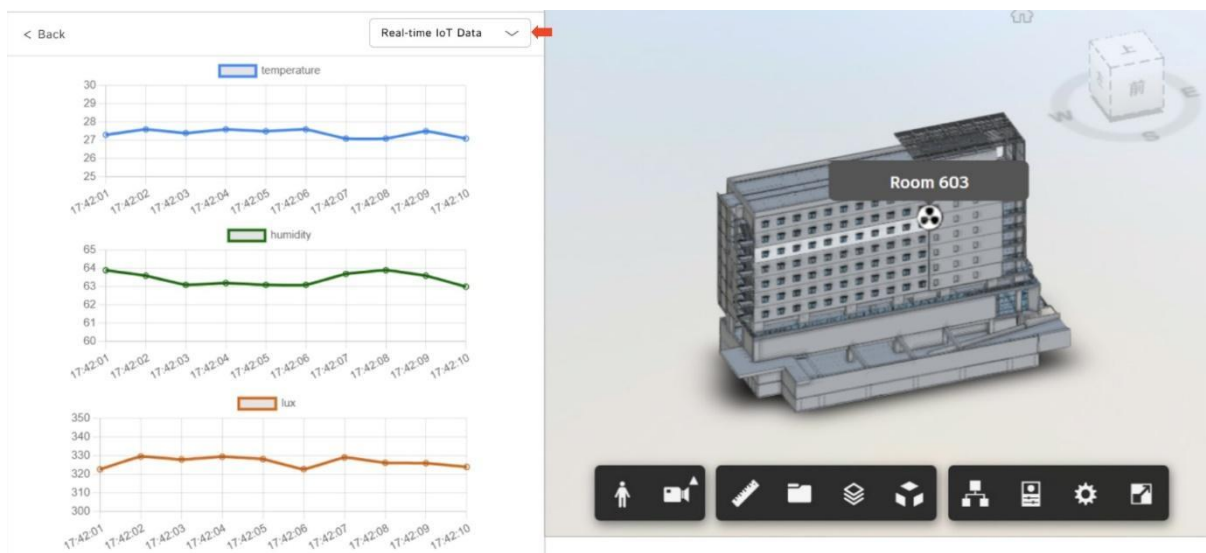 < Back
Real-time IoT Data
temperature
30
29
28
27
26
25
17:42:01 17:42:02 17:42:03 17:42:04 17:42:05 17:42:06 17:42:07 17:42:08 17:42:09 17:42:10
humidity
65
64
63
62
61
60
17:42:01 17:42:02 17:42:03 17:42:04 17:42:05 17:42:06 17:42:07 17:42:08 17:42:09 17:42:10
lux
350
340
330
320
310
300
17:42:01 17:42:02 17:42:03 17:42:04 17:42:05 17:42:06 17:42:07 17:42:08 17:42:09 17:42:10
上
前
W
S
E
Room 603